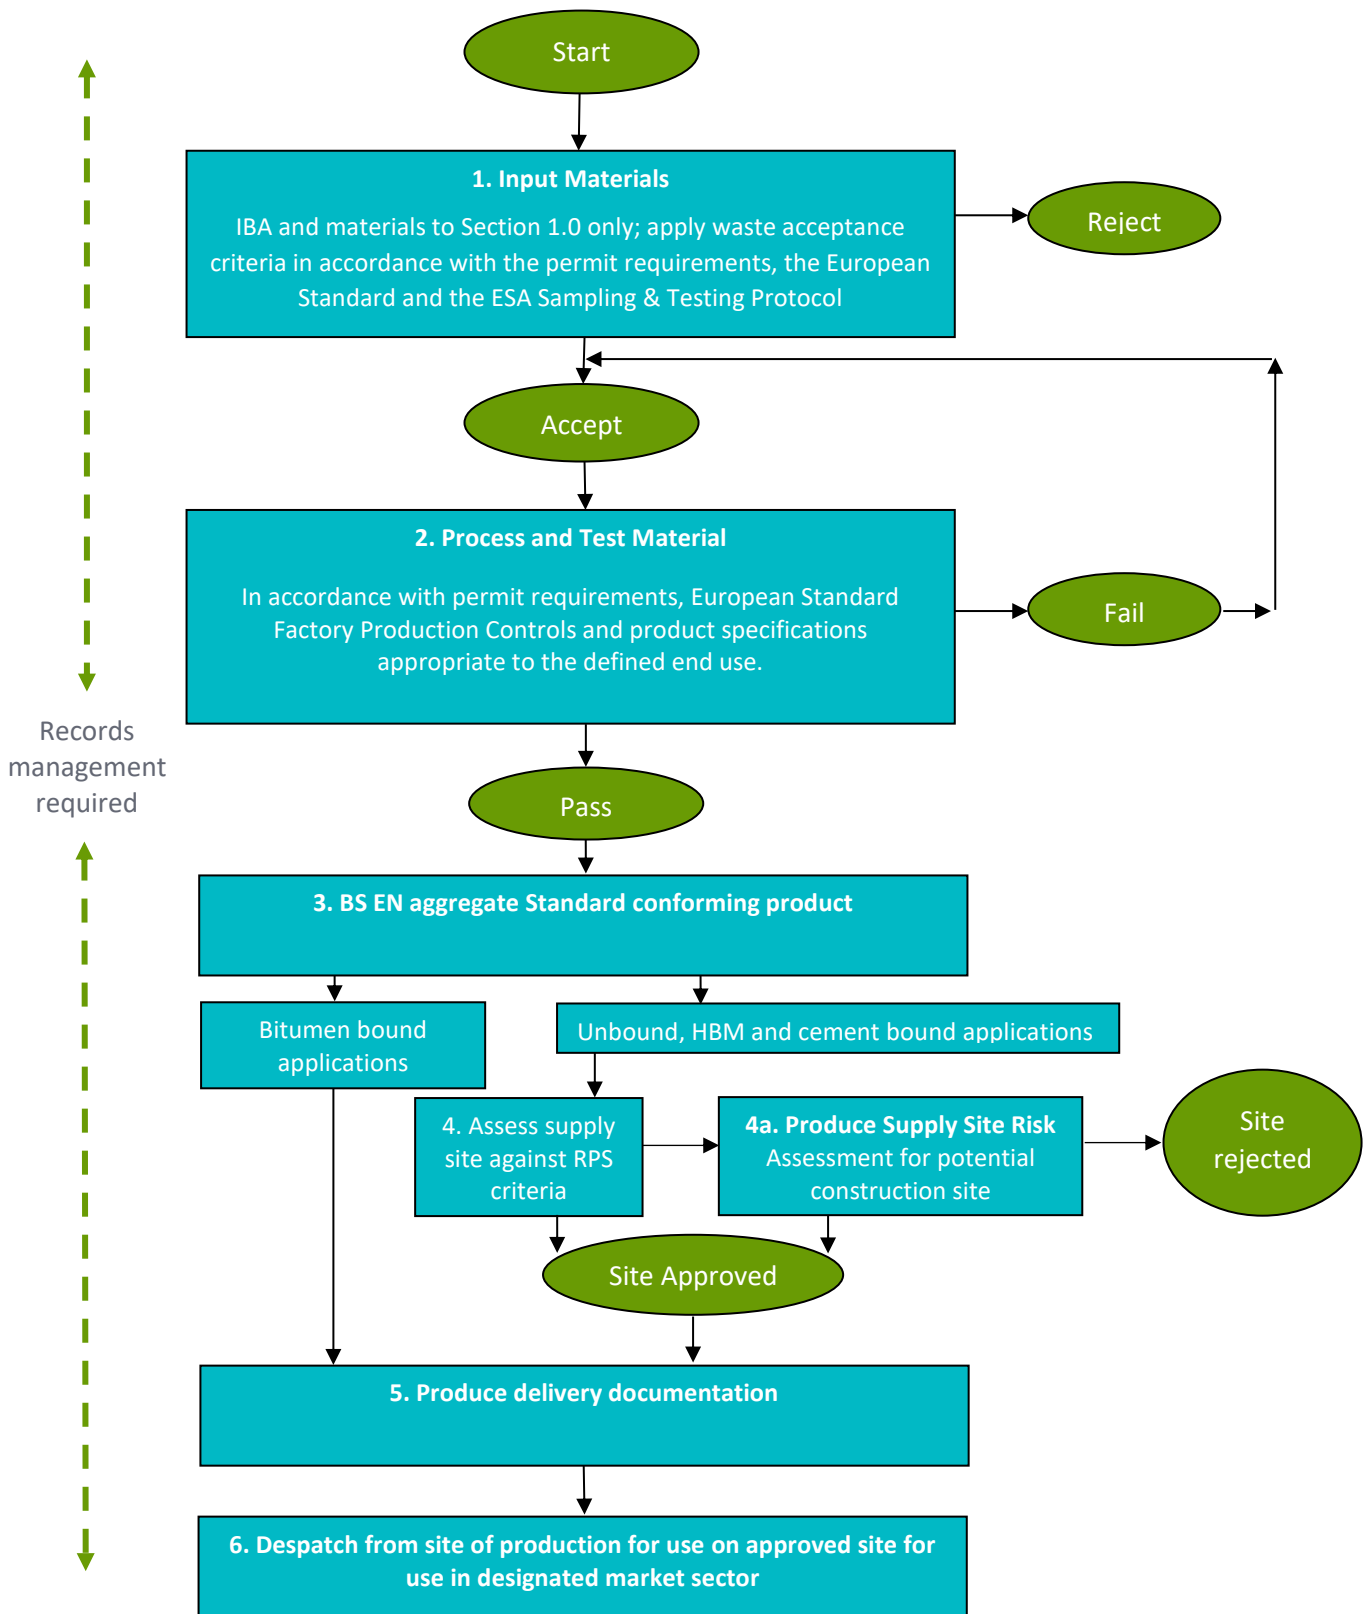 Start
1. Input Materials
IBA and materials to Section 1.0 only; apply waste acceptance
criteria in accordance with the permit requirements, the European
Standard and the ESA Sampling & Testing Protocol
Reject
Accept
2. Process and Test Material
In accordance with permit requirements, European Standard
Factory Production Controls and product specifications
appropriate to the defined end use.
Fail
Records
management
required
Pass
3. BS EN aggregate Standard conforming product
Bitumen bound
applications
Unbound, HBM and cement bound applications
4. Assess supply
site against RPS
criteria
4a. Produce Supply Site Risk
Assessment for potential
construction site
Site
rejected
Site Approved
5. Produce delivery documentation
6. Despatch from site of production for use on approved site for
use in designated market sector